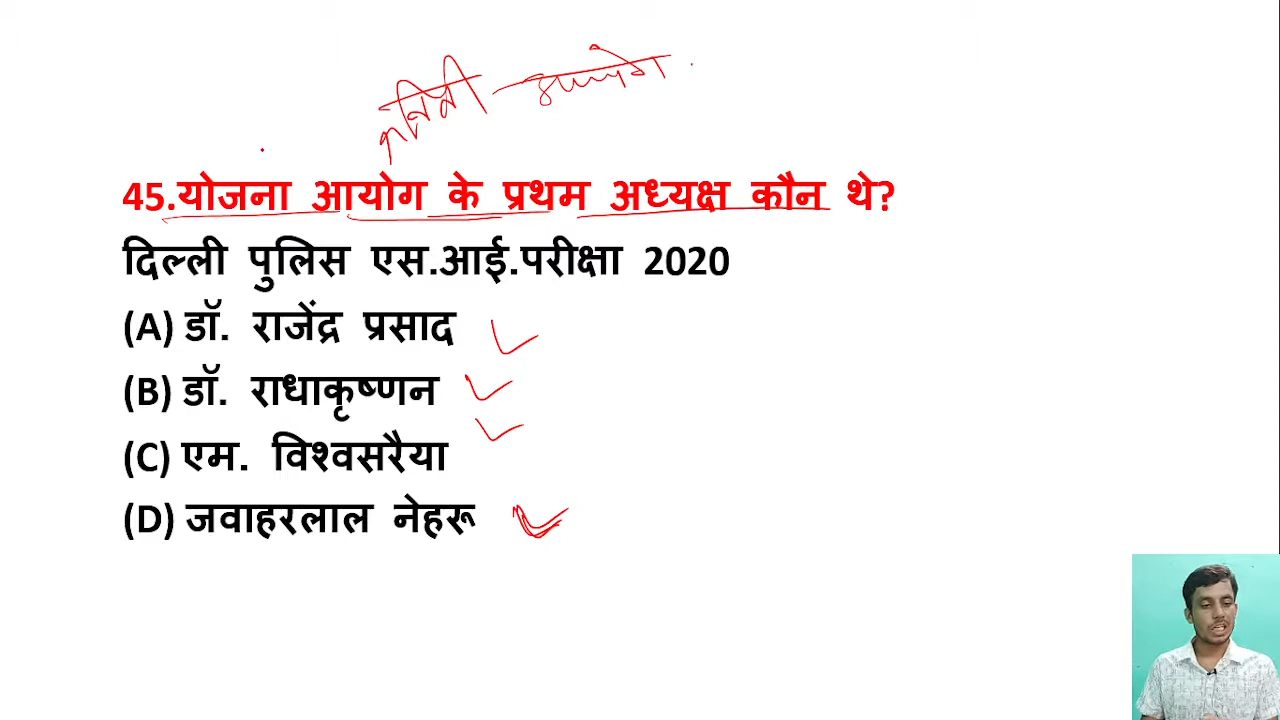 45.योजना आयोग के प्रथम अध्यक्ष कौन थे?
दिल्ली पुलिस एस.आई.परीक्षा 2020
(A) डॉ. राजेंद्र प्रसाद
(B) डॉ. राधाकृष्णन
(C) एम. विश्वसरैया
(D) जवाहरलाल नेहरू